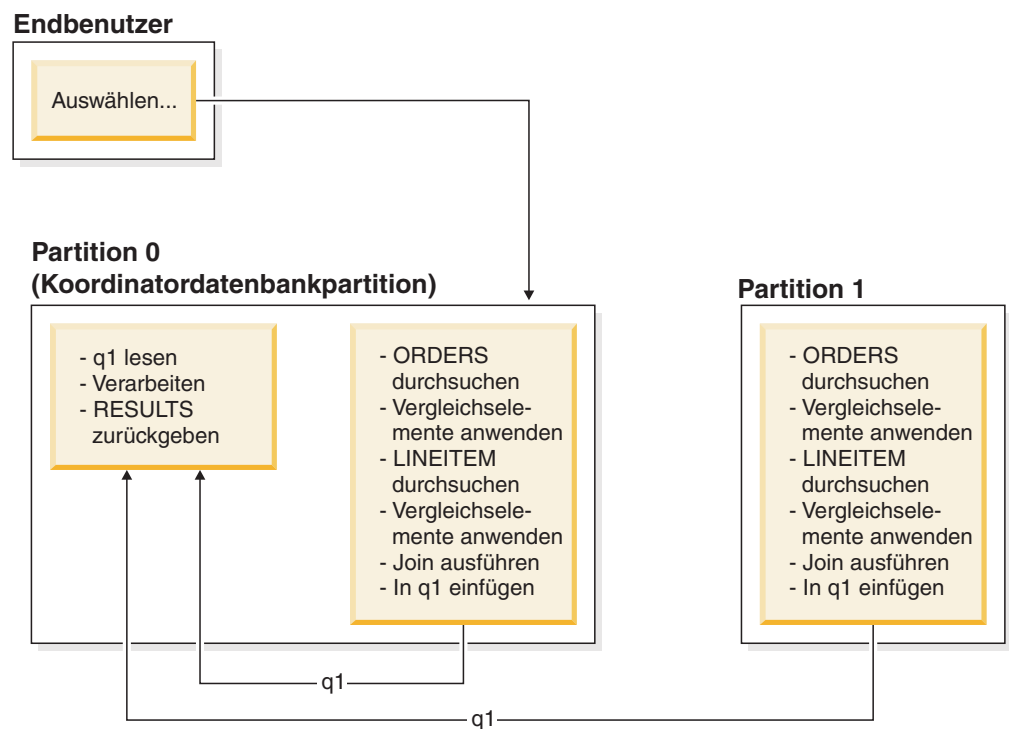 Endbenutzer
Auswählen...
Partition 0
(Koordinatordatenbankpartition)
- q1 lesen
- Verarbeiten
- RESULTS
zurückgeben
- ORDERS
durchsuchen
- Vergleichsele-
mente anwenden
- LINEITEM
durchsuchen
- Vergleichsele-
mente anwenden
- Join ausführen
- In q1 einfügen
Partition 1
- ORDERS
durchsuchen
- Vergleichsele-
mente anwenden
- LINEITEM
durchsuchen
- Vergleichsele-
mente anwenden
- Join ausführen
- In q1 einfügen
q1
q1